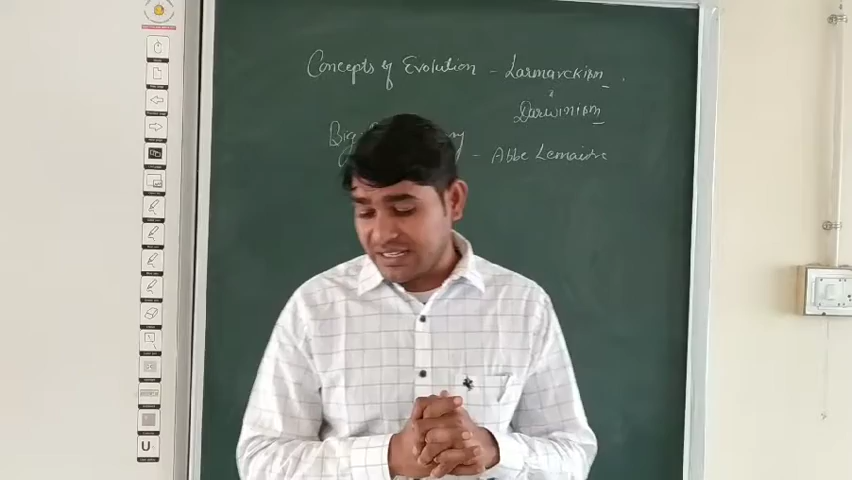 Concepts of Evolution - Larmarckism.
Darwinism
Big
- Abbe Lemaitre
U